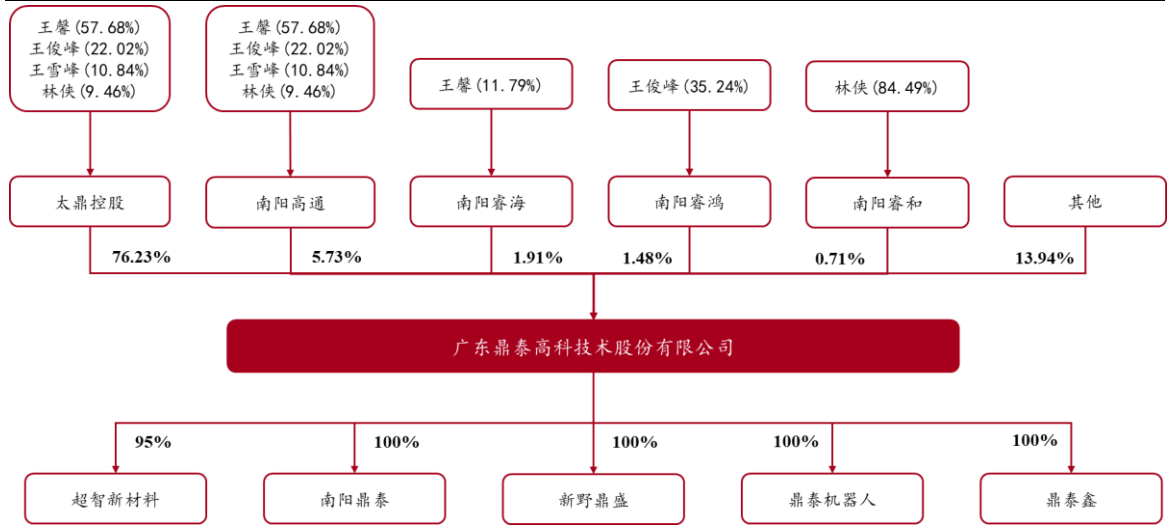 王馨(57.68%)
王俊峰(22.02%)
王雪峰(10.84%)
林侠(9.46%)
王馨(57.68%)
王俊峰(22.02%)
王雪峰(10.84%)
林侠(9.46%)
王馨(11.79%)
王俊峰(35.24%)
林侠(84.49%)
太鼎控股
南阳高通
南阳睿海
南阳睿鸿
南阳睿和
其他
76.23%
5.73%
1.91%
1.48%
0.71%
13.94%
广东鼎泰高科技术股份有限公司
95%
100%
100%
100%
100%
超智新材料
南阳鼎泰
新野鼎盛
鼎泰机器人
鼎泰鑫